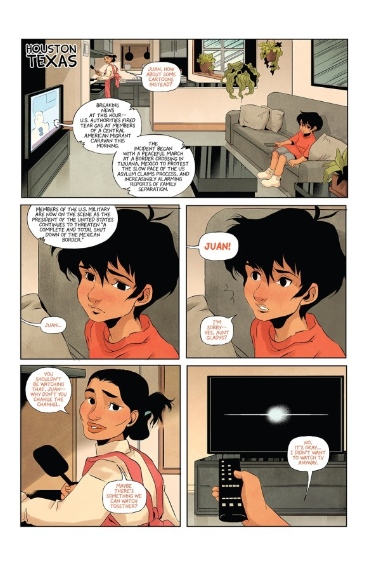 HOUSTON
TEXAS
JUAN, HOW
ABOUT SOME
CARTOONS
INSTEAD?
BREAKING
NEWS
AT THIS HOUR--
U.S. AUTHORITIES FIRED
TEAR GAS AT MEMBERS
OF A CENTRAL
AMERICAN MIGRANT
CARAVAN THIS
MORNING.
THE
INCIDENT BEGAN
WITH A PEACEFUL MARCH
AT A BORDER CROSSING IN
TIJUANA, MEXICO TO PROTEST
THE SLOW PACE OF THE US
ASYLUM CLAIMS PROCESS, AND
INCREASINGLY ALARMING
REPORTS OF FAMILY
SEPARATION.
MEMBERS OF THE U.S. MILITARY
ARE NOW ON THE SCENE AS THE
PRESIDENT OF THE UNITED STATES
CONTINUES TO THREATEN "A
COMPLETE AND TOTAL SHUT
DOWN OF THE MEXICAN
BORDER."
JUAN...
JUAN!
I'M
SORRY--
YES, AUNT
GLADYS?
YOU
SHOULDN'T
BE WATCHING
THAT, JUAN--
WHY DON'T YOU
CHANGE THE
CHANNEL.
MAYBE
THERE'S
SOMETHING WE
CAN WATCH
TOGETHER?
NO,
IT'S OKAY...
I DIDN'T WANT
TO WATCH TV
ANYWAY.